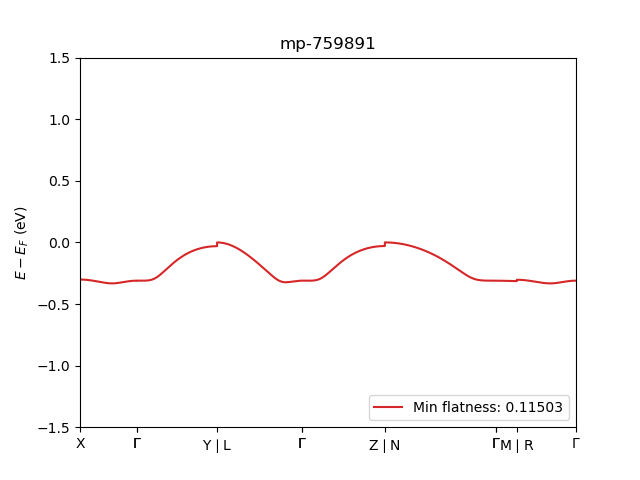 mp-759891
1.5
1.0
0.5
0.0
−0.5
−1.0
−1.5
E − E_F (eV)
Min flatness: 0.11503
X Γ Y | L Γ Z | N Γ M | R Γ